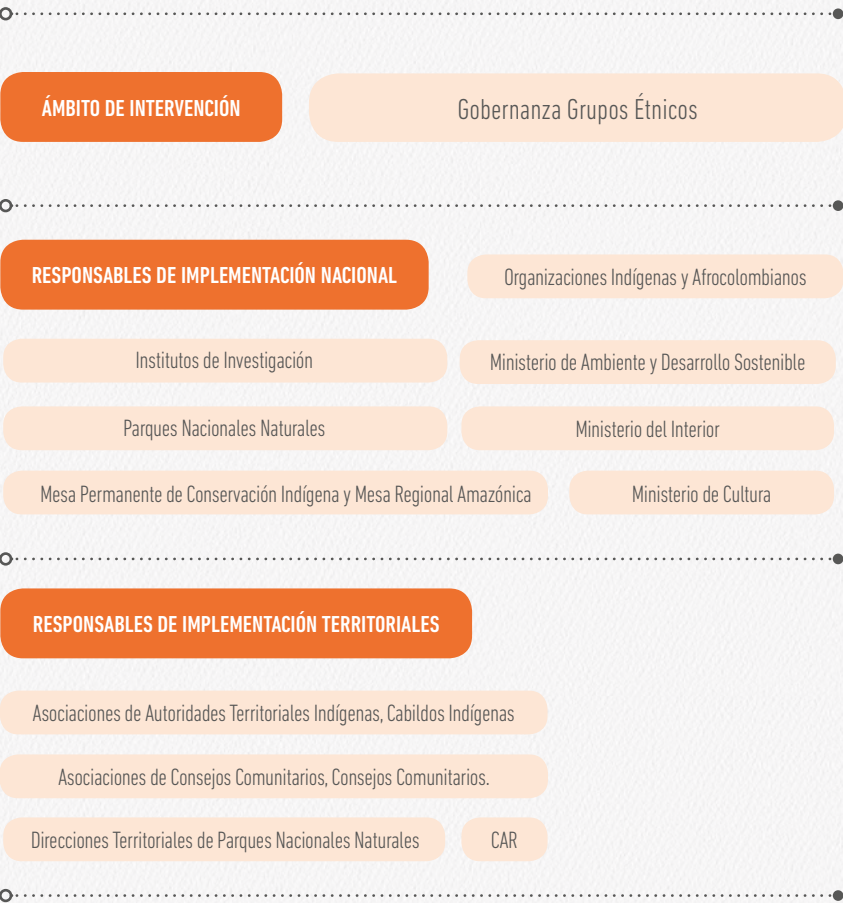 ÁMBITO DE INTERVENCIÓN
Gobernanza Grupos Étnicos
RESPONSABLES DE IMPLEMENTACIÓN NACIONAL
Organizaciones Indígenas y Afrocolombianos
Institutos de Investigación
Ministerio de Ambiente y Desarrollo Sostenible
Parques Nacionales Naturales
Ministerio del Interior
Mesa Permanente de Conservación Indígena y Mesa Regional Amazónica
Ministerio de Cultura
RESPONSABLES DE IMPLEMENTACIÓN TERRITORIALES
Asociaciones de Autoridades Territoriales Indígenas, Cabildos Indígenas
Asociaciones de Consejos Comunitarios, Consejos Comunitarios.
Direcciones Territoriales de Parques Nacionales Naturales
CAR